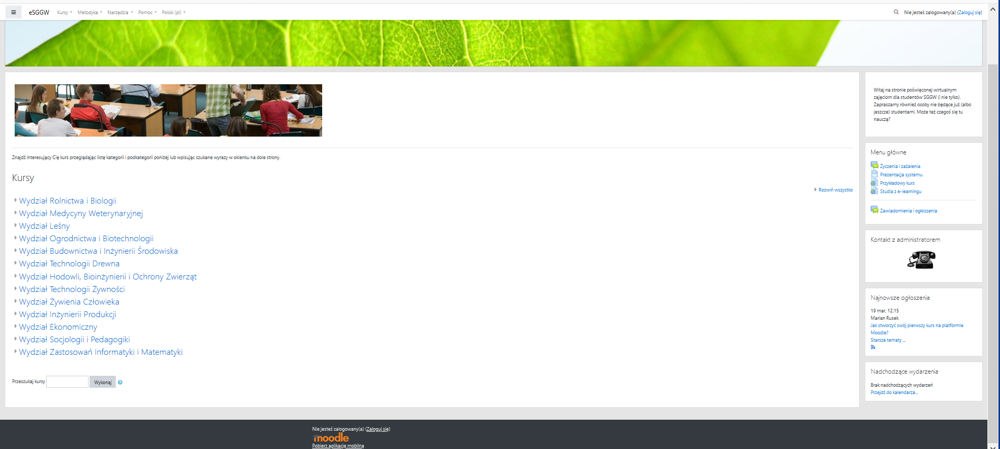 eSGGW
Kursy
Metodyka
Narzędzia
Pomoc
Polski (pl)
Nie jesteś zalogowany(a) (Zaloguj się)
Znajdź interesujący Cię kurs przeglądając listę kategorii i podkategorii poniżej lub wpisując szukane wyrazy w okienku na dole strony.
Kursy
Rozwiń wszystko
Wydział Rolnictwa i Biologii
Wydział Medycyny Weterynaryjnej
Wydział Leśny
Wydział Ogrodnictwa i Biotechnologii
Wydział Budownictwa i Inżynierii Środowiska
Wydział Technologii Drewna
Wydział Hodowli, Bioinżynierii i Ochrony Zwierząt
Wydział Technologii Żywności
Wydział Żywienia Człowieka
Wydział Inżynierii Produkcji
Wydział Ekonomiczny
Wydział Socjologii i Pedagogiki
Wydział Zastosowań Informatyki i Matematyki
Przeszukaj kursy
Wykonaj
Witaj na stronie poświęconej wirtualnym
zajęciom dla studentów SGGW (i nie tylko).
Zapraszamy również osoby nie będące już (albo
jeszcze) studentami. Może też czegoś się tu
nauczą?
Menu główne
Życzenia i zażalenia
Prezentacja systemu
Przykładowy kurs
Studia z e-learningu
Zawiadomienia i ogłoszenia
Kontakt z administratorem
Najnowsze ogłoszenia
19 mar, 12:15
Marian Rusek
Jak stworzyć swój pierwszy kurs na platformie
Moodle?
Starsze tematy ...
Nadchodzące wydarzenia
Brak nadchodzących wydarzeń
Przejdź do kalendarza...
Nie jesteś zalogowany(a) (Zaloguj się)
moodle
Pobierz aplikację mobilną